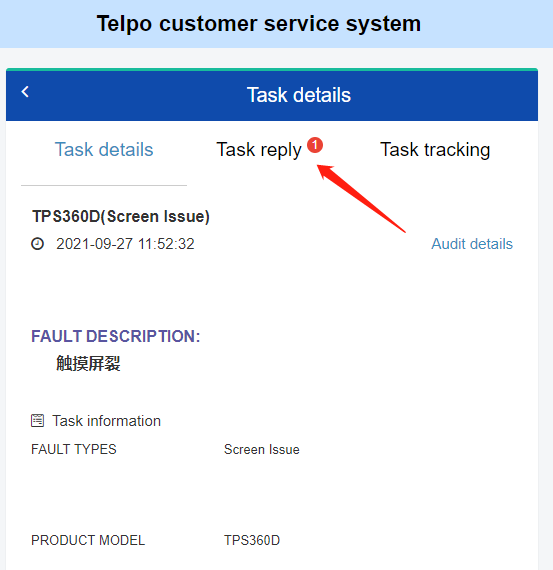 Telpo customer service system
Task details
Task details Task reply 1 Task tracking
TPS360D(Screen Issue)
2021-09-27 11:52:32 Audit details
FAULT DESCRIPTION:
触摸屏裂
Task information
FAULT TYPES Screen Issue
PRODUCT MODEL TPS360D